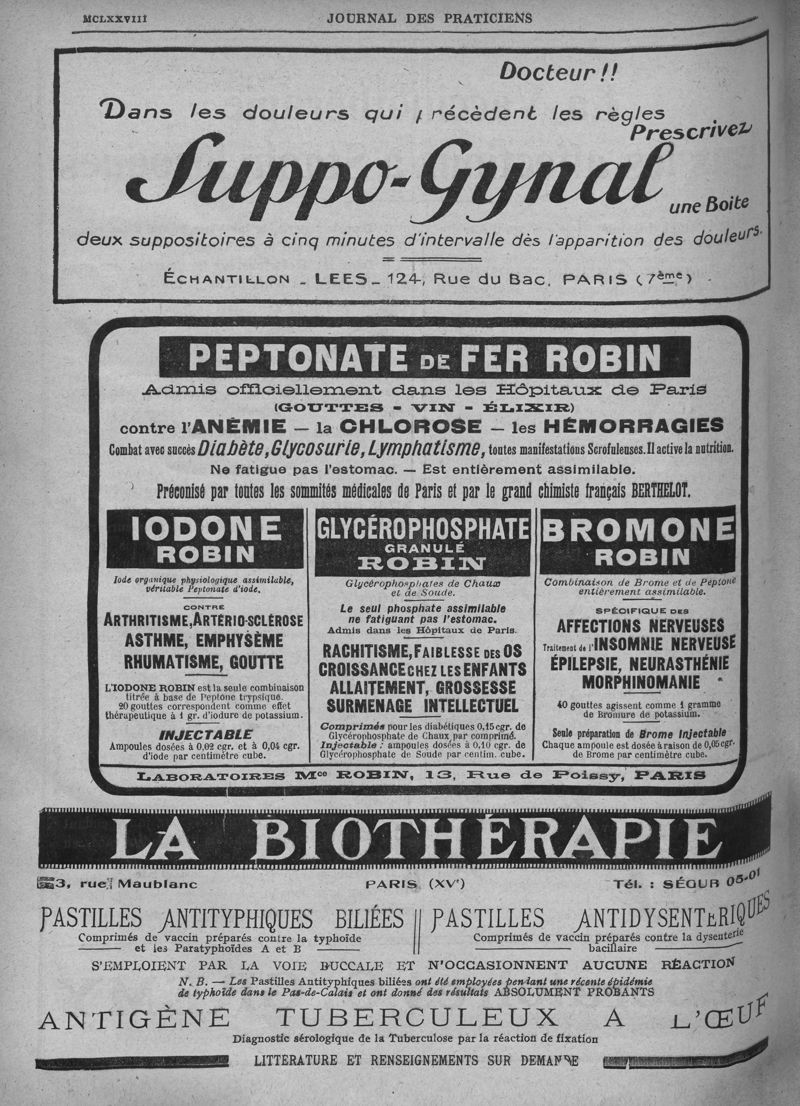 MCLXXVIII JOURNAL DES PRATICIENS
Docteur !!
Dans les douleurs qui précèdent les règles
Prescrivez
Suppo-Gynal
une Boite
deux suppositoires à cinq minutes d'intervalle dès l'apparition des douleurs.
ÉCHANTILLON _ LEES _ 124, Rue du Bac, PARIS (7ème)
PEPTONATE DE FER ROBIN
Admis officiellement dans les Hôpitaux de Paris
(GOUTTES - VIN - ÉLIXIR)
contre l'ANÉMIE — la CHLOROSE — les HÉMORRAGIES
Combat avec succès Diabète, Glycosurie, Lymphatisme, toutes manifestations Scrofuleuses. Il active la nutrition.
Ne fatigue pas l'estomac. — Est entièrement assimilable.
Préconisé par toutes les sommités médicales de Paris et par le grand chimiste français BERTHELOT.
IODONE
ROBIN
Iode organique physiologique assimilable,
véritable Peptonate d'iode.
CONTRE
ARTHRITISME, ARTÉRIO-SCLÉROSE
ASTHME, EMPHYSÈME
RHUMATISME, GOUTTE
L'IODONE ROBIN est la seule combinaison
titrée à base de Peptone trypsique.
20 gouttes correspondent comme effet
thérapeutique à 1 gr. d'iodure de potassium.
INJECTABLE
Ampoules dosées à 0,02 cgr. et à 0,04 cgr.
d'iode par centimètre cube.
GLYCÉROPHOSPHATE
GRANULÉ
ROBIN
Glycérophosphates de Chaux
et de Soude.
Le seul phosphate assimilable
ne fatiguant pas l'estomac.
Admis dans les Hôpitaux de Paris.
RACHITISME, FAIBLESSE DES OS
CROISSANCE CHEZ LES ENFANTS
ALLAITEMENT, GROSSESSE
SURMENAGE INTELLECTUEL
Comprimés pour les diabétiques 0,15 cgr. de
Glycérophosphate de Chaux par comprimé.
Injectable : ampoules dosées à 0,10 cgr. de
Glycérophosphate de Soude par centim. cube.
BROMONE
ROBIN
Combinaison de Brome et de Peptone
entièrement assimilable.
SPÉCIFIQUE DES
AFFECTIONS NERVEUSES
Traitement de l'INSOMNIE NERVEUSE
ÉPILEPSIE, NEURASTHÉNIE
MORPHINOMANIE
40 gouttes agissent comme 1 gramme
de Bromure de potassium.
Seule préparation de Brome Injectable
Chaque ampoule est dosée à raison de 0,05 cgr.
de Brome par centimètre cube.
LABORATOIRES Mce ROBIN, 13, Rue de Poissy, PARIS
LA BIOTHÉRAPIE
3, rue Maublanc PARIS (XVe) Tél. : SÉGUR 05-01
PASTILLES ANTITYPHIQUES BILIÉES
Comprimés de vaccin préparés contre la typhoïde
et les Paratyphoïdes A et B
PASTILLES ANTIDYSENTÉRIQUES
Comprimés de vaccin préparés contre la dysenterie
bacillaire
S'EMPLOIENT PAR LA VOIE BUCCALE ET N'OCCASIONNENT AUCUNE RÉACTION
N. B. — Les Pastilles Antityphiques biliées ont été employées pendant une récente épidémie
de typhoïde dans le Pas-de-Calais et ont donné des résultats ABSOLUMENT PROBANTS
ANTIGÈNE TUBERCULEUX A L'ŒUF
Diagnostic sérologique de la Tuberculose par la réaction de fixation
LITTERATURE ET RENSEIGNEMENTS SUR DEMANDE